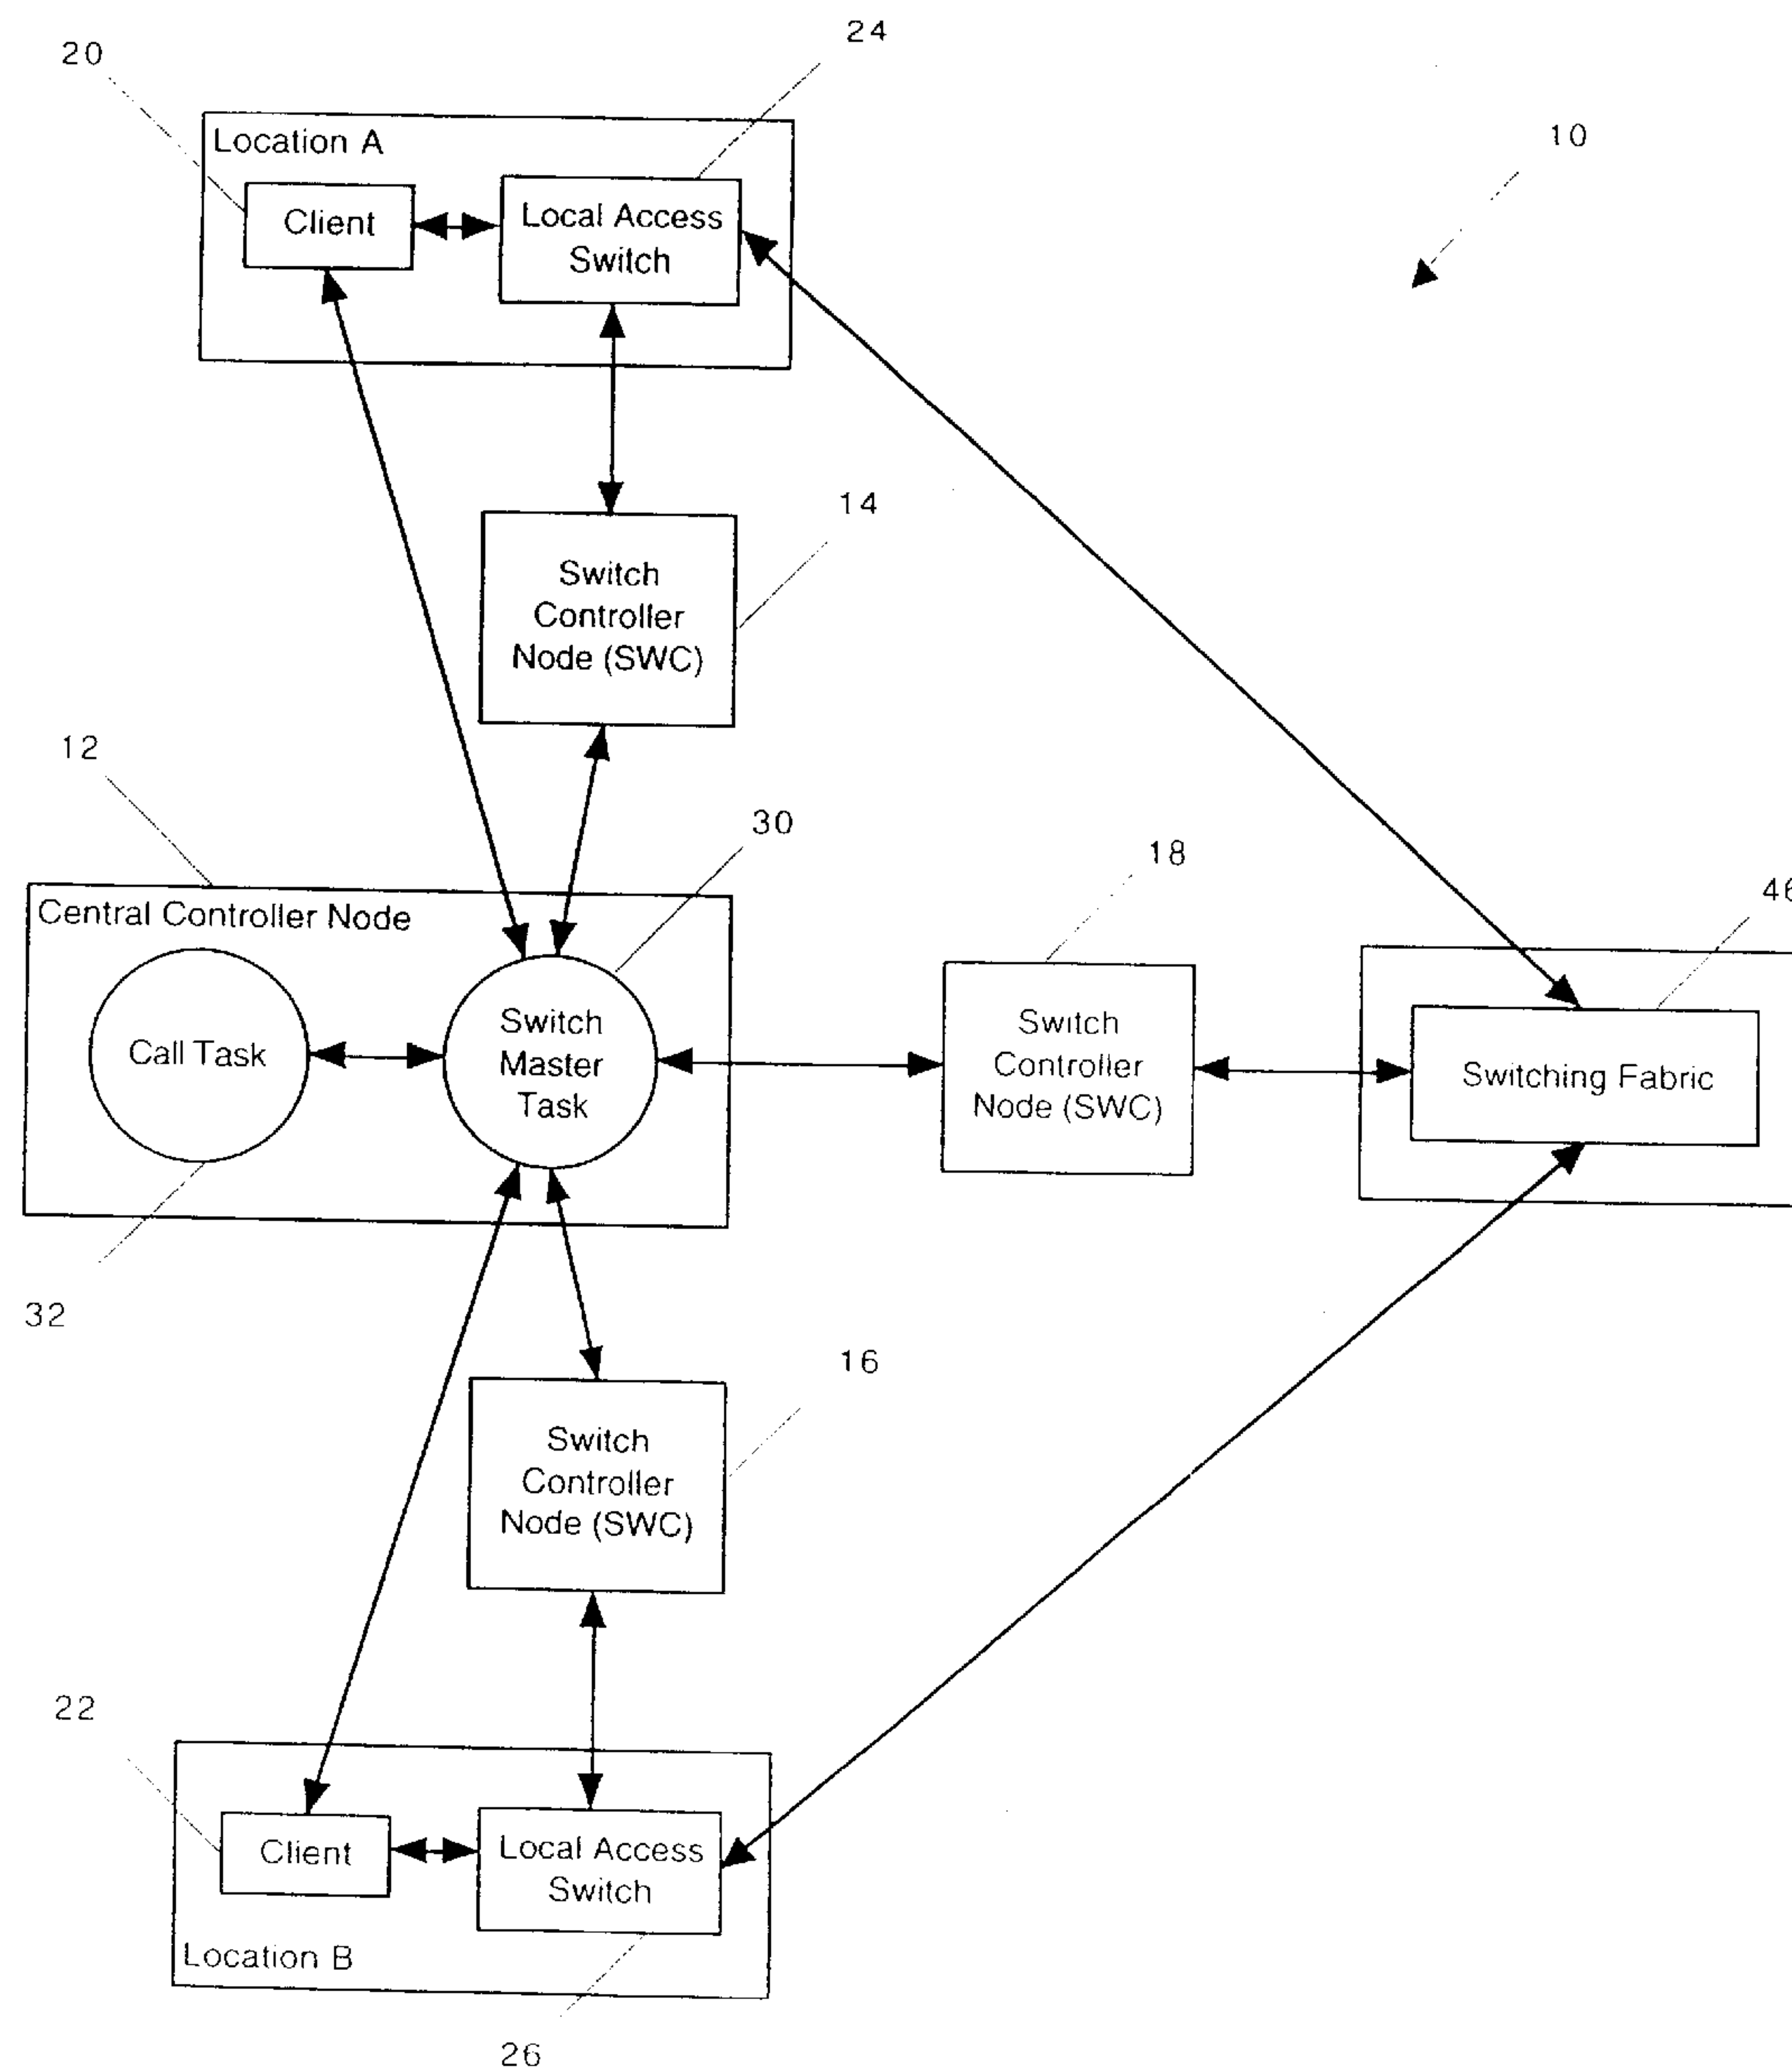 24
20
10
Location A
Client
Local Access
Switch
14
Switch
Controller
Node (SWC)
12
30
18
46
Central Controller Node
Call Task
Switch
Master
Task
Switch
Controller
Node (SWC)
Switching Fabric
32
16
Switch
Controller
Node (SWC)
22
Client
Local Access
Switch
Location B
26